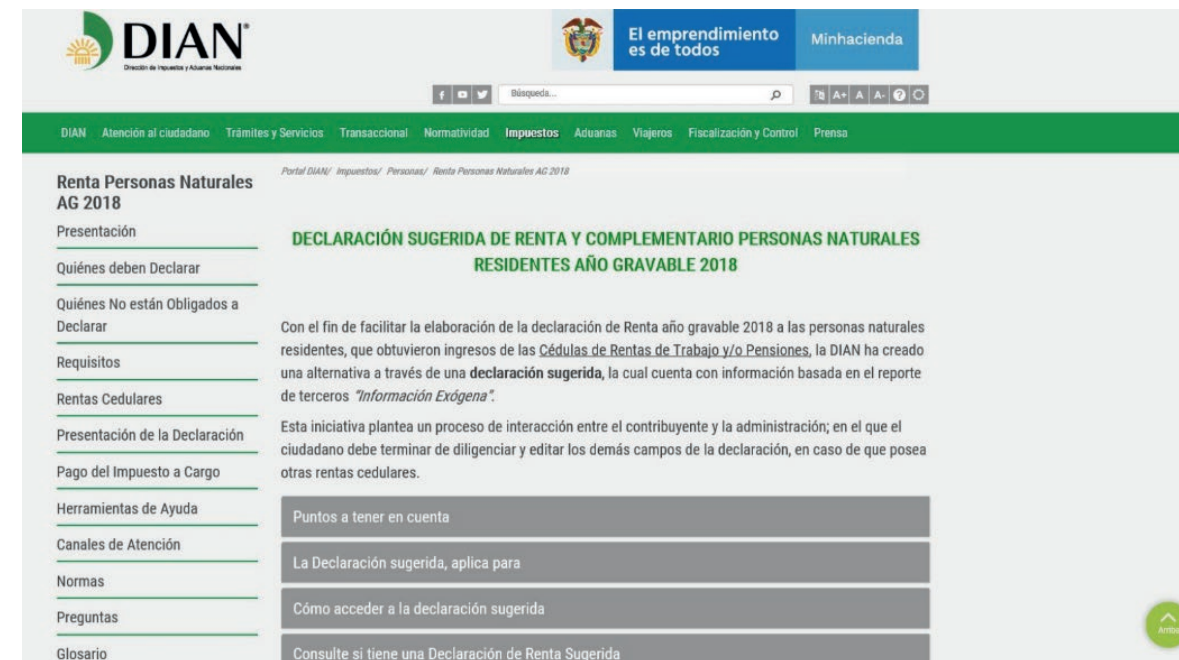 DIAN
Dirección de Impuestos y Aduanas Nacionales
El emprendimiento
es de todos
Minhacienda
Búsqueda...
A+ A A-
DIAN Atención al ciudadano Trámites y Servicios Transaccional Normatividad Impuestos Aduanas Viajeros Fiscalización y Control Prensa
Portal DIAN/ Impuestos/ Personas/ Renta Personas Naturales AG 2018
Renta Personas Naturales
AG 2018
Presentación
Quiénes deben Declarar
Quiénes No están Obligados a
Declarar
Requisitos
Rentas Cedulares
Presentación de la Declaración
Pago del Impuesto a Cargo
Herramientas de Ayuda
Canales de Atención
Normas
Preguntas
Glosario
DECLARACIÓN SUGERIDA DE RENTA Y COMPLEMENTARIO PERSONAS NATURALES
RESIDENTES AÑO GRAVABLE 2018
Con el fin de facilitar la elaboración de la declaración de Renta año gravable 2018 a las personas naturales
residentes, que obtuvieron ingresos de las Cédulas de Rentas de Trabajo y/o Pensiones, la DIAN ha creado
una alternativa a través de una declaración sugerida, la cual cuenta con información basada en el reporte
de terceros "Información Exógena".
Esta iniciativa plantea un proceso de interacción entre el contribuyente y la administración; en el que el
ciudadano debe terminar de diligenciar y editar los demás campos de la declaración, en caso de que posea
otras rentas cedulares.
Puntos a tener en cuenta
La Declaración sugerida, aplica para
Cómo acceder a la declaración sugerida
Consulte si tiene una Declaración de Renta Sugerida
Arriba